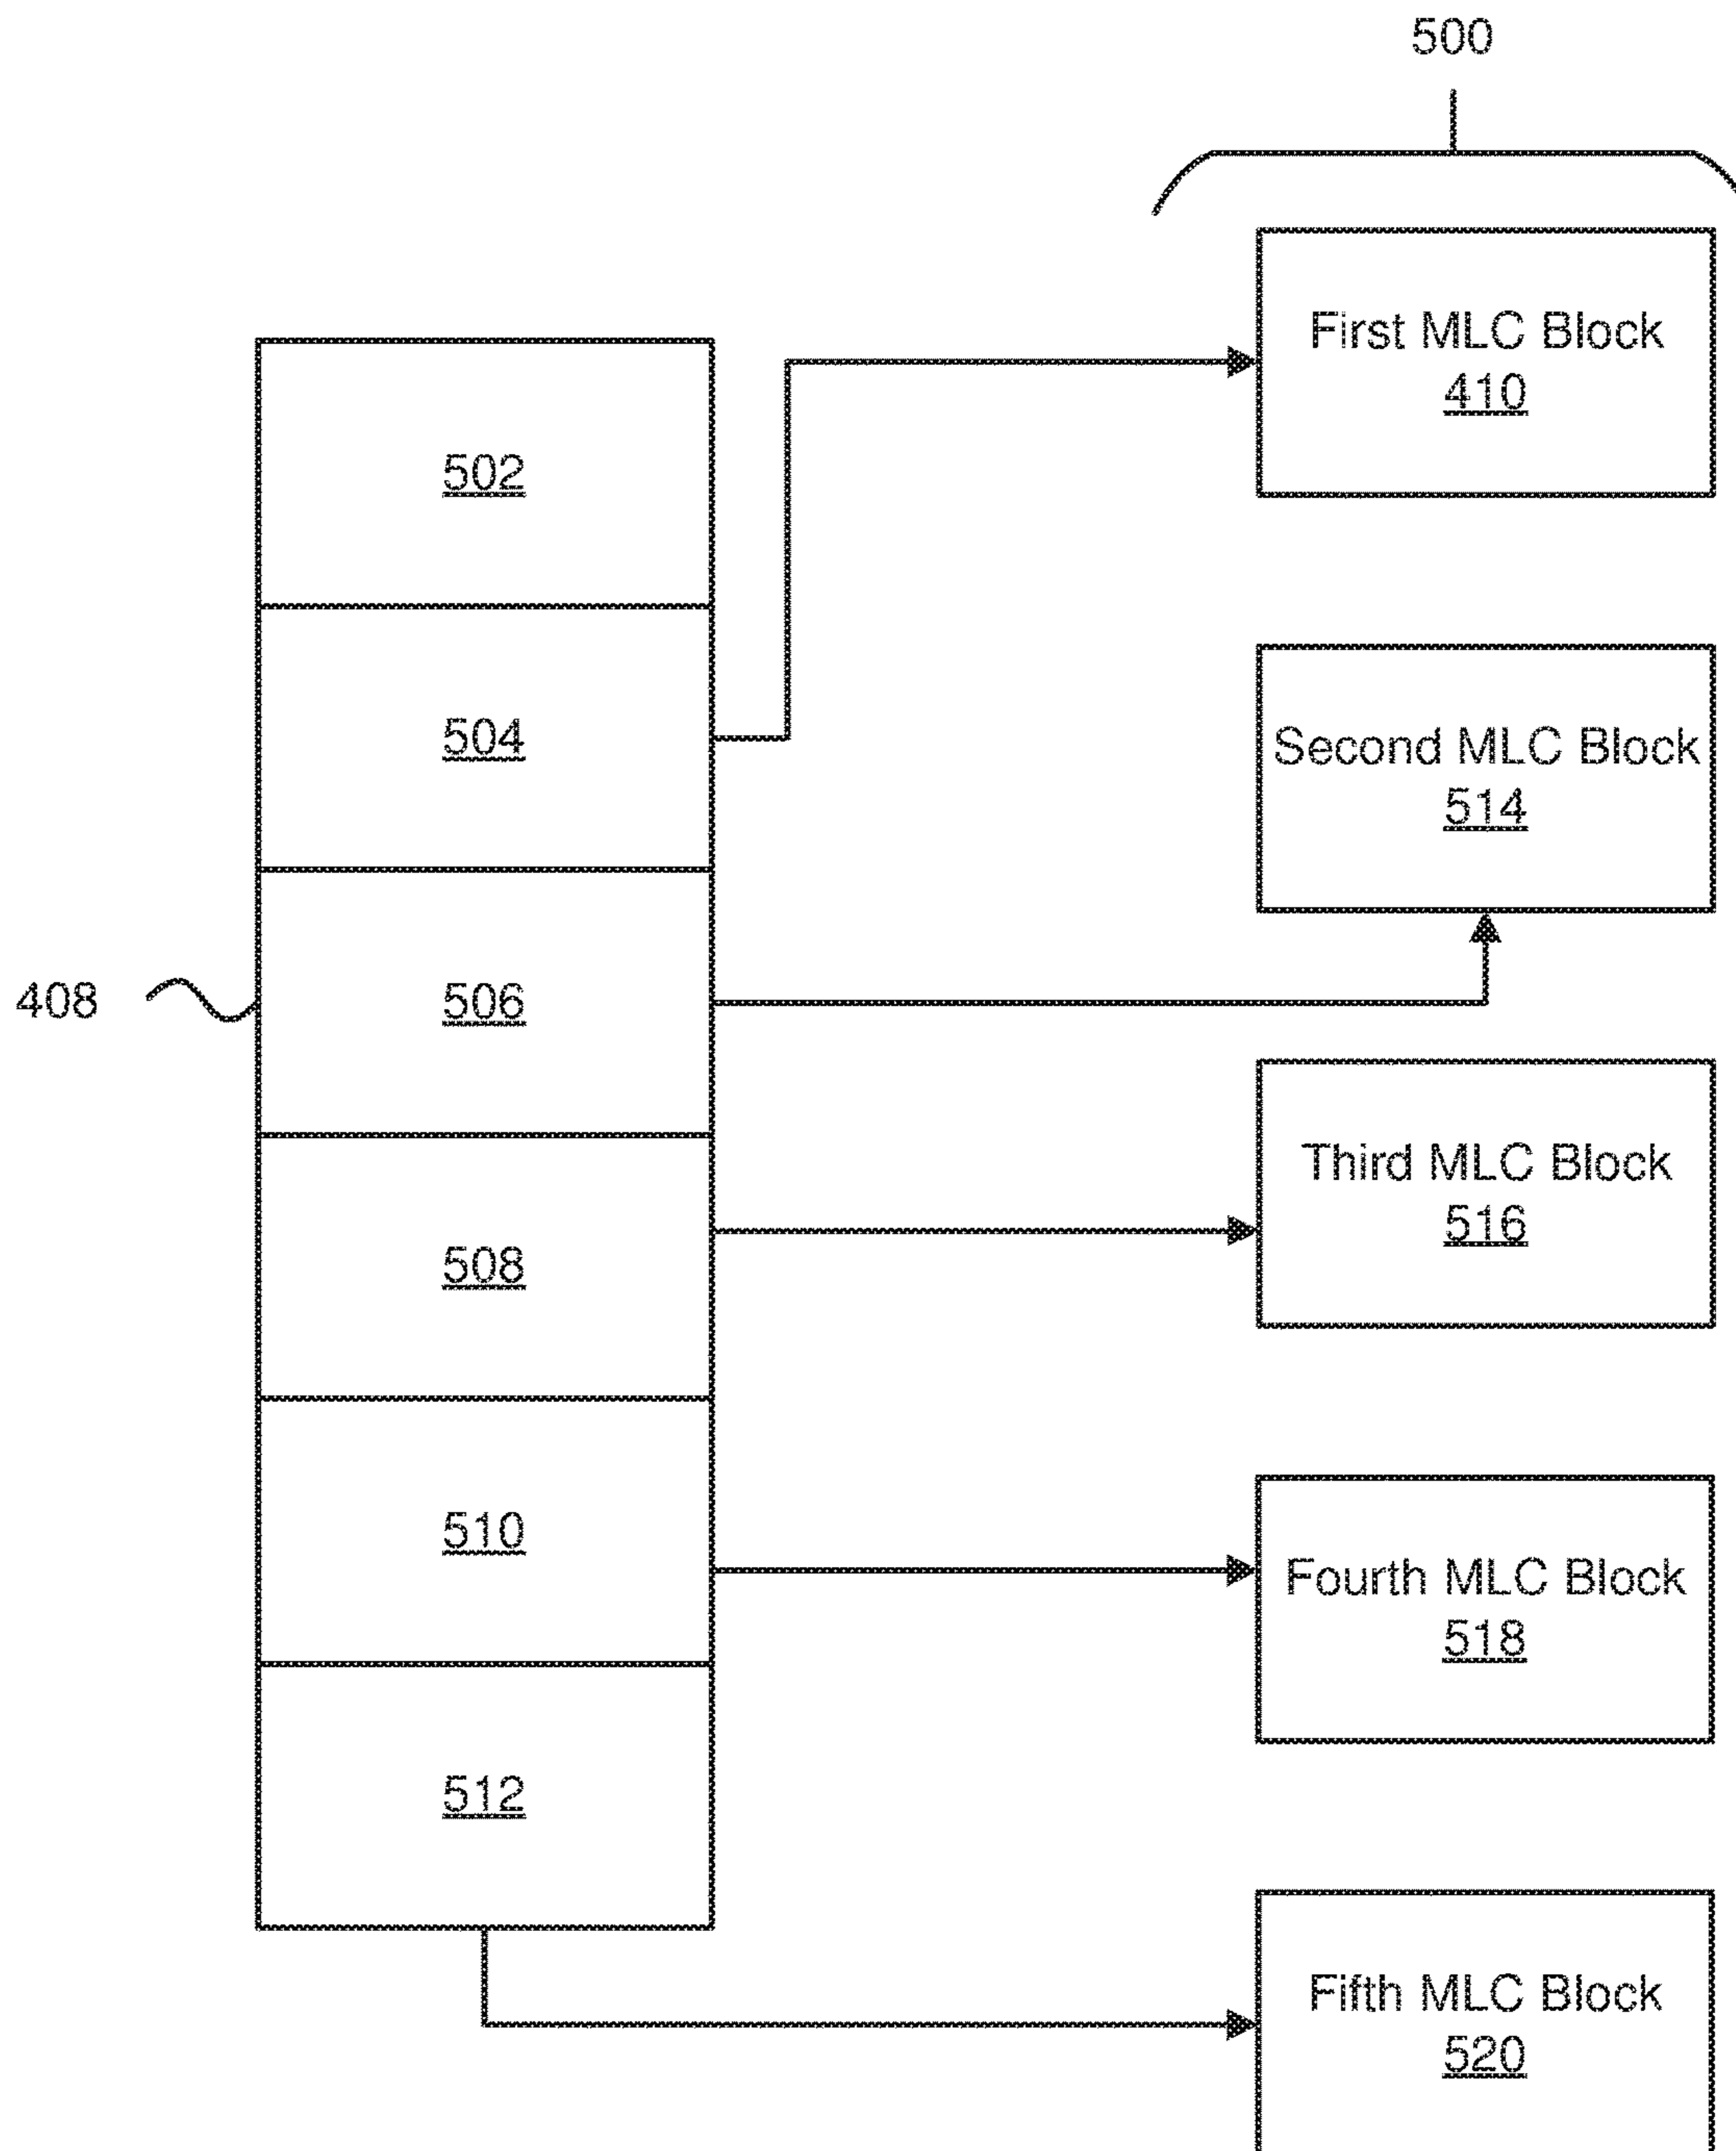 500
First MLC Block
410
502
504
Second MLC Block
514
408
506
Third MLC Block
516
508
510
Fourth MLC Block
518
512
Fifth MLC Block
520